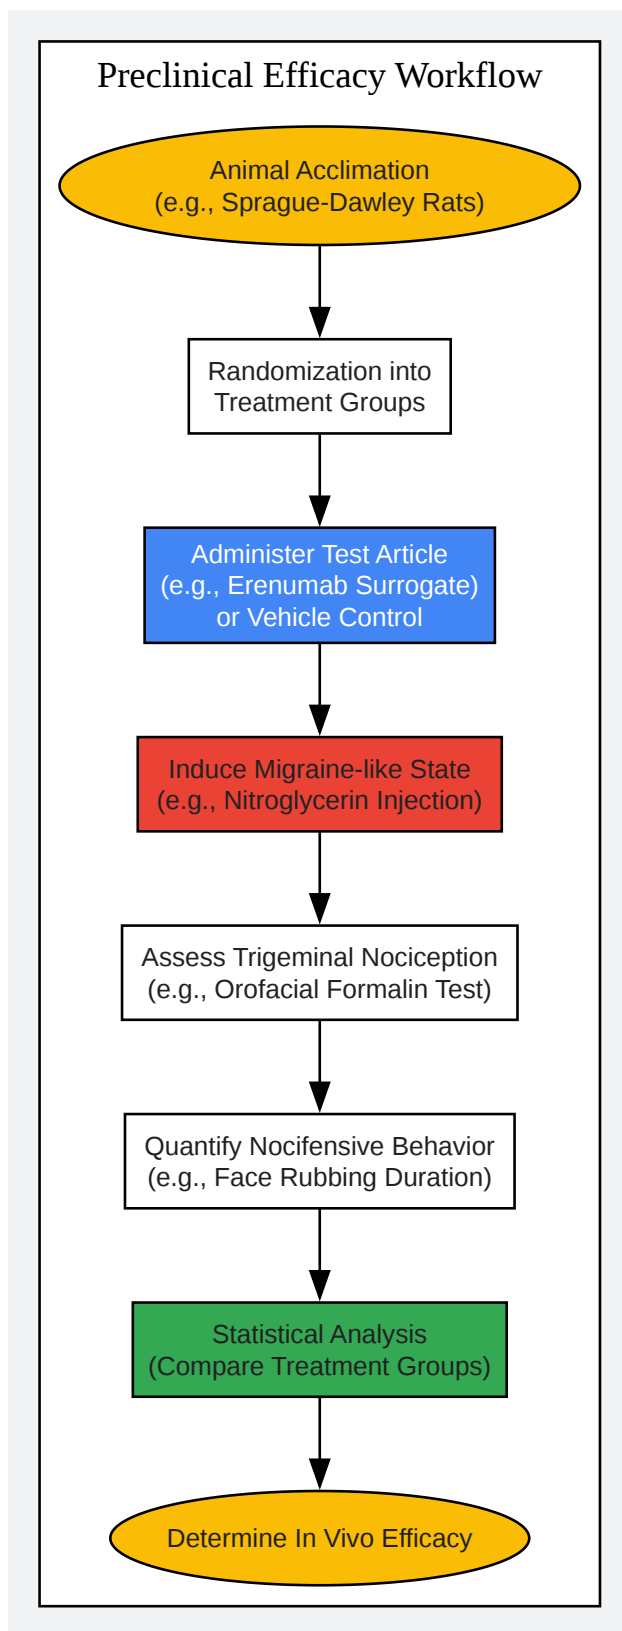 Preclinical Efficacy Workflow
Animal Acclimation
(e.g., Sprague-Dawley Rats)
Randomization into
Treatment Groups
Administer Test Article
(e.g., Erenumab Surrogate)
or Vehicle Control
Induce Migraine-like State
(e.g., Nitroglycerin Injection)
Assess Trigeminal Nociception
(e.g., Orofacial Formalin Test)
Quantify Nocifensive Behavior
(e.g., Face Rubbing Duration)
Statistical Analysis
(Compare Treatment Groups)
Determine In Vivo Efficacy